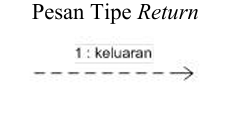 Pesan Tipe Return
1 : keluaran